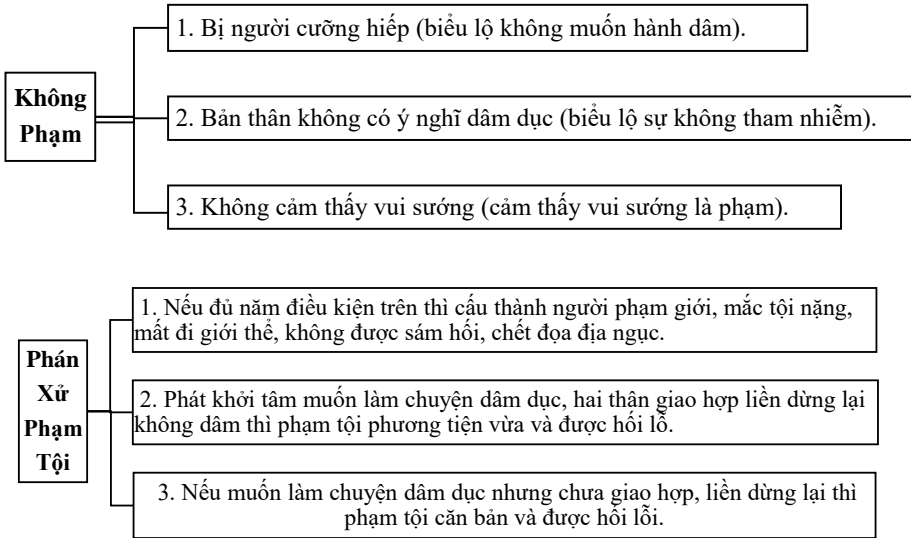 Không
Phạm
1. Bị người cưỡng hiếp (biểu lộ không muốn hành dâm).
2. Bản thân không có ý nghĩ dâm dục (biểu lộ sự không tham nhiễm).
3. Không cảm thấy vui sướng (cảm thấy vui sướng là phạm).
Phán
Xử
Phạm
Tội
1. Nếu đủ năm điều kiện trên thì cấu thành người phạm giới, mắc tội nặng,
mất đi giới thể, không được sám hối, chết đọa địa ngục.
2. Phát khởi tâm muốn làm chuyện dâm dục, hai thân giao hợp liền dừng lại
không dâm thì phạm tội phương tiện vừa và được hối lỗ.
3. Nếu muốn làm chuyện dâm dục nhưng chưa giao hợp, liền dừng lại thì
phạm tội căn bản và được hối lỗi.